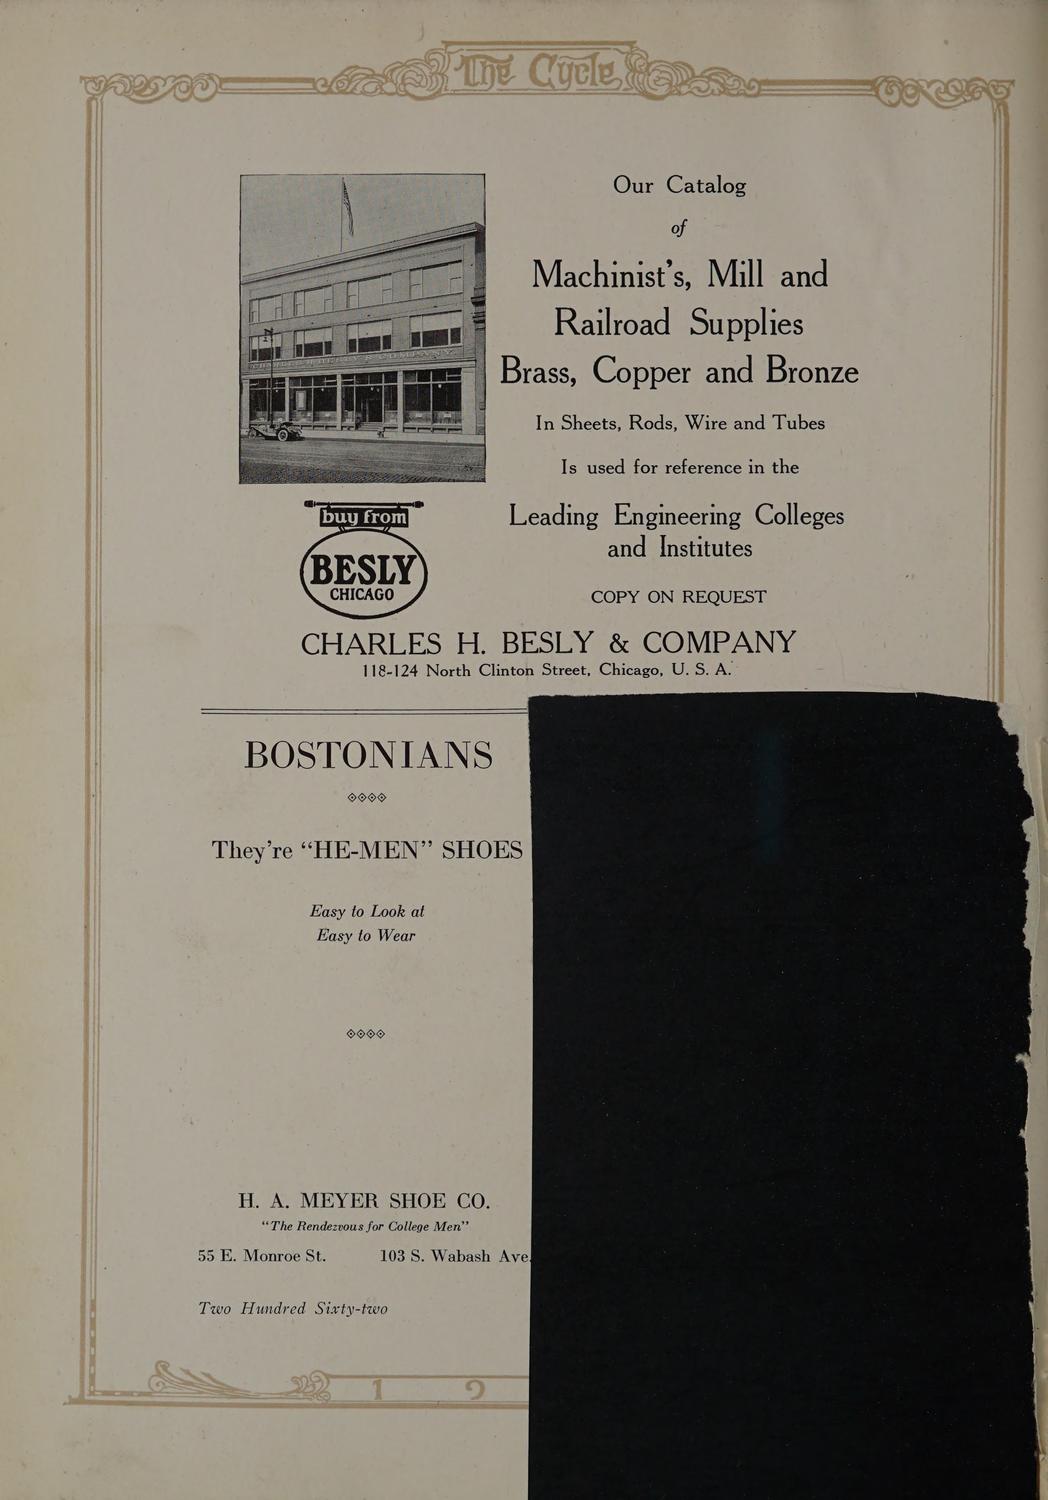 The Cycle
Our Catalog
of
Machinist's, Mill and
Railroad Supplies
Brass, Copper and Bronze
In Sheets, Rods, Wire and Tubes
Is used for reference in the
Leading Engineering Colleges
and Institutes
COPY ON REQUEST
buy from
BESLY
CHICAGO
CHARLES H. BESLY & COMPANY
118-124 North Clinton Street, Chicago, U. S. A.
BOSTONIANS
They're “HE-MEN” SHOES
Easy to Look at
Easy to Wear
H. A. MEYER SHOE CO.
“The Rendezvous for College Men”
55 E. Monroe St. 103 S. Wabash Ave.
Two Hundred Sixty-two
1 9